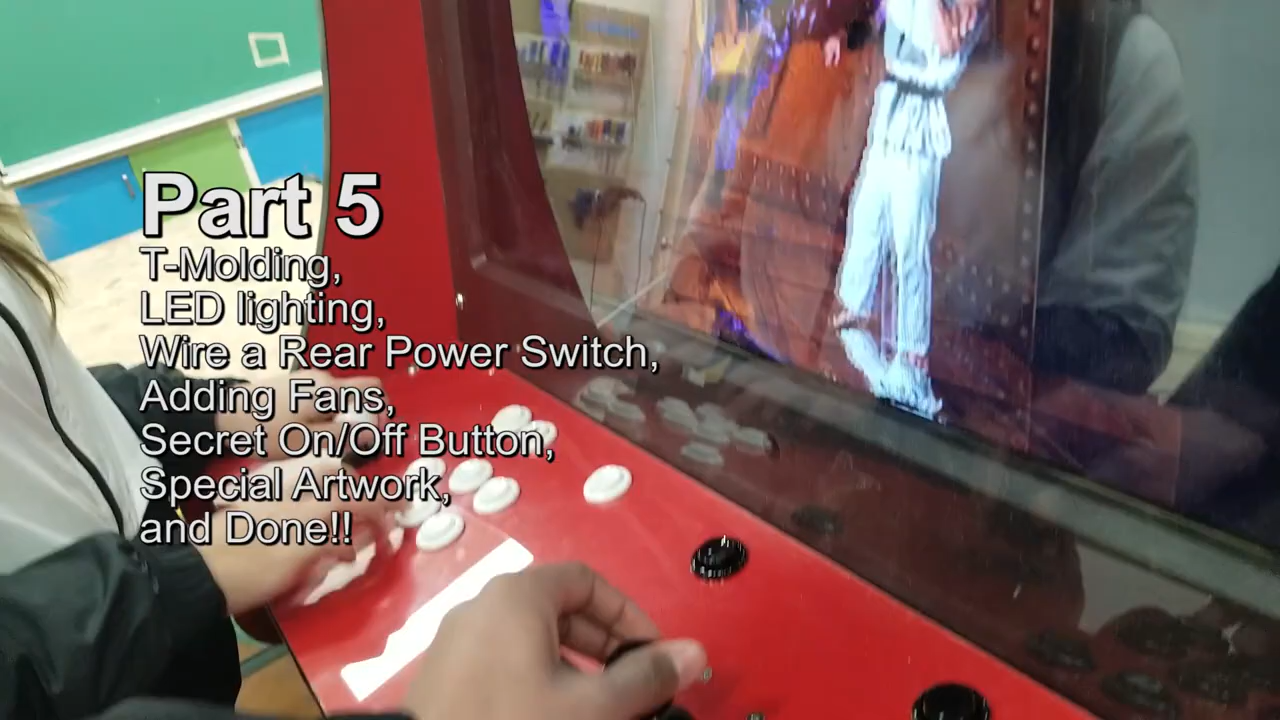 Part 5
T-Molding,
LED lighting,
Wire a Rear Power Switch,
Adding Fans,
Secret On/Off Button,
Special Artwork,
and Done!!